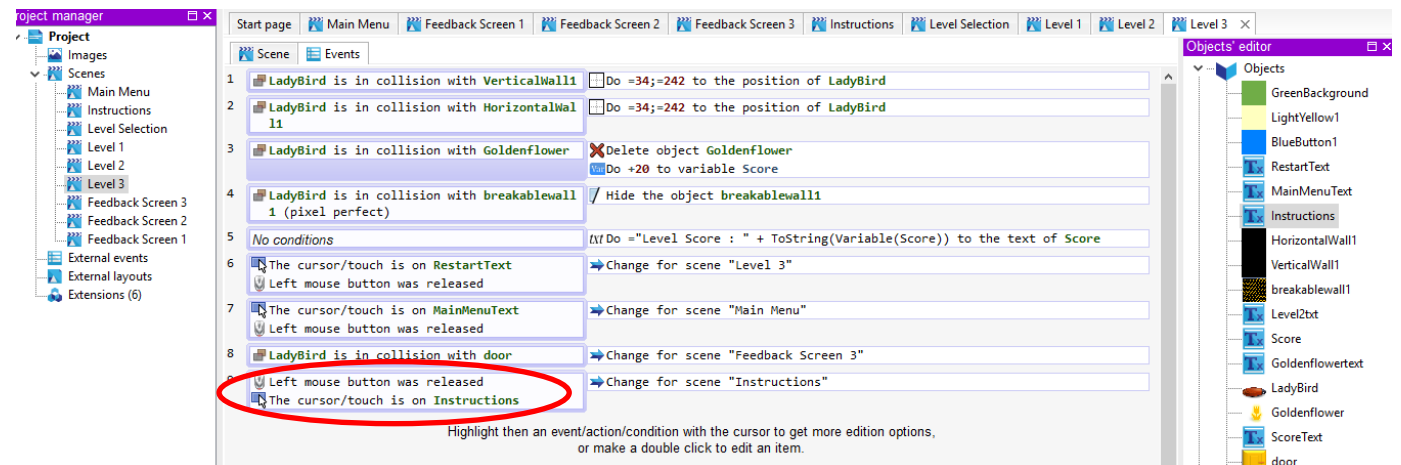 roject manager
Project
Images
Scenes
Main Menu
Instructions
Level Selection
Level 1
Level 2
Level 3
Feedback Screen 3
Feedback Screen 2
Feedback Screen 1
External events
External layouts
Extensions (6)
Start page Main Menu Feedback Screen 1 Feedback Screen 2 Feedback Screen 3 Instructions Level Selection Level 1 Level 2 Level 3
Scene Events
1 LadyBird is in collision with VerticalWall1 Do =34;=242 to the position of LadyBird
2 LadyBird is in collision with HorizontalWal Do =34;=242 to the position of LadyBird
l1
3 LadyBird is in collision with Goldenflower Delete object Goldenflower
Var Do +20 to variable Score
4 LadyBird is in collision with breakablewall Hide the object breakablewall1
1 (pixel perfect)
5 No conditions txt Do ="Level Score : " + ToString(Variable(Score)) to the text of Score
6 The cursor/touch is on RestartText Change for scene "Level 3"
Left mouse button was released
7 The cursor/touch is on MainMenuText Change for scene "Main Menu"
Left mouse button was released
8 LadyBird is in collision with door Change for scene "Feedback Screen 3"
Left mouse button was released Change for scene "Instructions"
The cursor/touch is on Instructions
Highlight then an event/action/condition with the cursor to get more edition options,
or make a double click to edit an item.
Objects' editor
Objects
GreenBackground
LightYellow1
BlueButton1
RestartText
MainMenuText
Instructions
HorizontalWall1
VerticalWall1
breakablewall1
Level2txt
Score
Goldenflowertext
LadyBird
Goldenflower
ScoreText
door